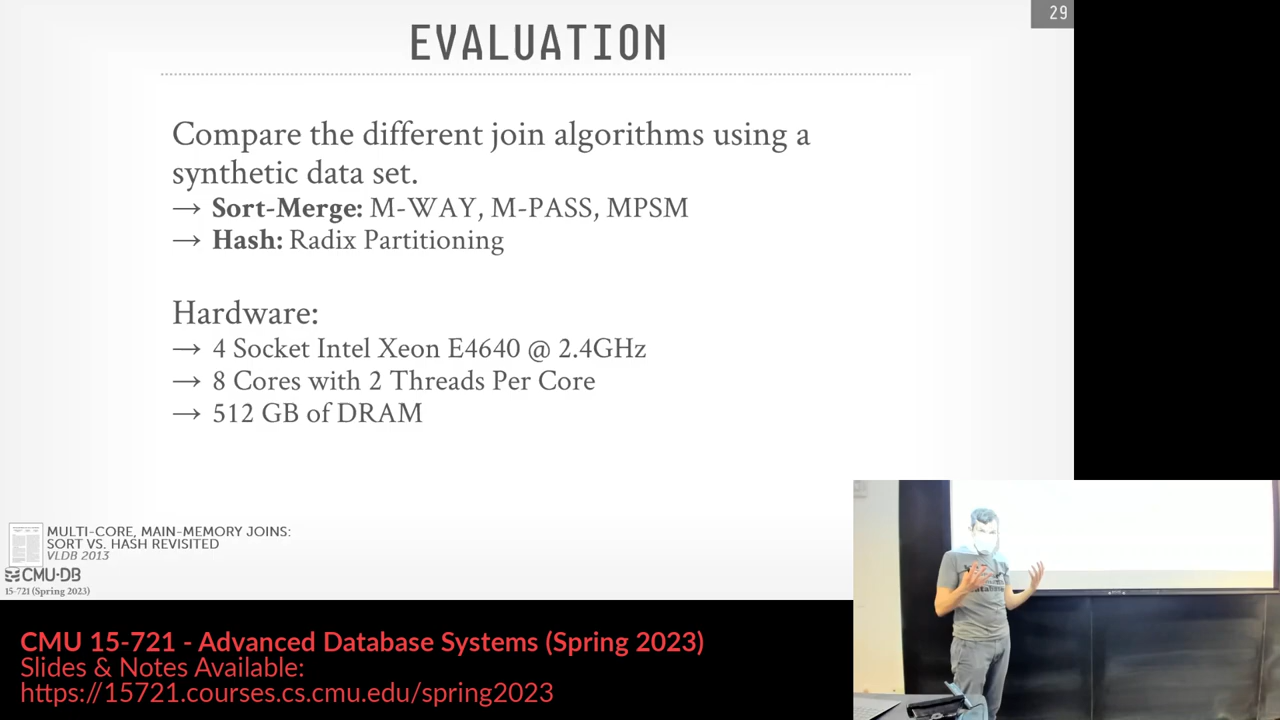 29
EVALUATION
Compare the different join algorithms using a
synthetic data set.
→ Sort-Merge: M-WAY, M-PASS, MPSM
→ Hash: Radix Partitioning
Hardware:
→ 4 Socket Intel Xeon E4640 @ 2.4GHz
→ 8 Cores with 2 Threads Per Core
→ 512 GB of DRAM
MULTI-CORE, MAIN-MEMORY JOINS:
SORT VS. HASH REVISITED
VLDB 2013
CMU·DB
15-721 (Spring 2023)
CMU 15-721 - Advanced Database Systems (Spring 2023)
Slides & Notes Available:
https://15721.courses.cs.cmu.edu/spring2023